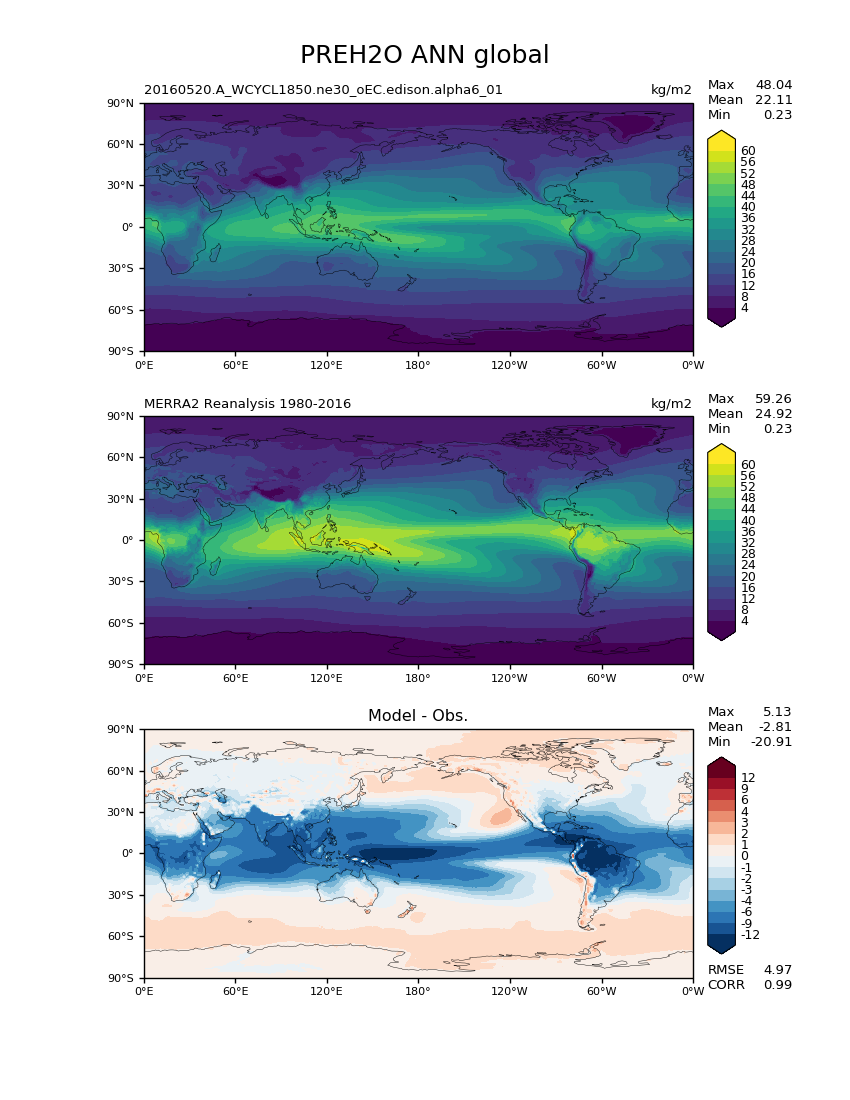 PREH2O ANN global
20160520.A_WCYCL1850.ne30_oEC.edison.alpha6_01 kg/m2
Max 48.04
Mean 22.11
Min 0.23
90°N
60°N
30°N
0°
30°S
60°S
90°S
0°E 60°E 120°E 180° 120°W 60°W 0°W
60
56
52
48
44
40
36
32
28
24
20
16
12
8
4
MERRA2 Reanalysis 1980-2016 kg/m2
Max 59.26
Mean 24.92
Min 0.23
90°N
60°N
30°N
0°
30°S
60°S
90°S
0°E 60°E 120°E 180° 120°W 60°W 0°W
60
56
52
48
44
40
36
32
28
24
20
16
12
8
4
Model - Obs.
Max 5.13
Mean -2.81
Min -20.91
90°N
60°N
30°N
0°
30°S
60°S
90°S
0°E 60°E 120°E 180° 120°W 60°W 0°W
12
9
6
4
3
2
1
0
-1
-2
-3
-4
-6
-9
-12
RMSE 4.97
CORR 0.99